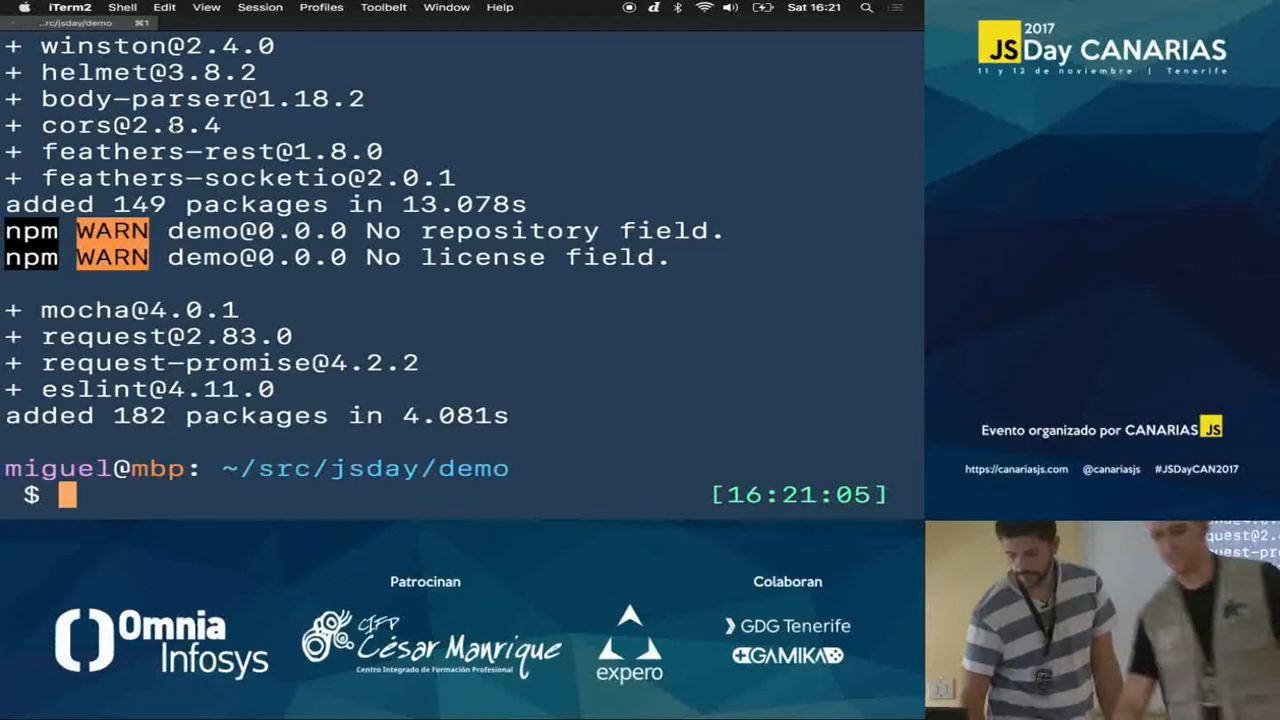 iTerm2 Shell Edit View Session Profiles Toolbelt Window Help Sat 16:21
..rc/jsday/demo ⌘1
+ winston@2.4.0
+ helmet@3.8.2
+ body-parser@1.18.2
+ cors@2.8.4
+ feathers-rest@1.8.0
+ feathers-socketio@2.0.1
added 149 packages in 13.078s
npm WARN demo@0.0.0 No repository field.
npm WARN demo@0.0.0 No license field.
+ mocha@4.0.1
+ request@2.83.0
+ request-promise@4.2.2
+ eslint@4.11.0
added 182 packages in 4.081s
miguel@mbp: ~/src/jsday/demo
$ [16:21:05]
2017
JSDay CANARIAS
11 y 12 de noviembre | Tenerife
Evento organizado por CANARIAS JS
https://canariasjs.com @canariasjs #JSDayCAN2017
Patrocinan
Omnia
Infosys
CIFP
César Manrique
Centro Integrado de Formación Profesional
expero
Colaboran
GDG Tenerife
GAMIKA